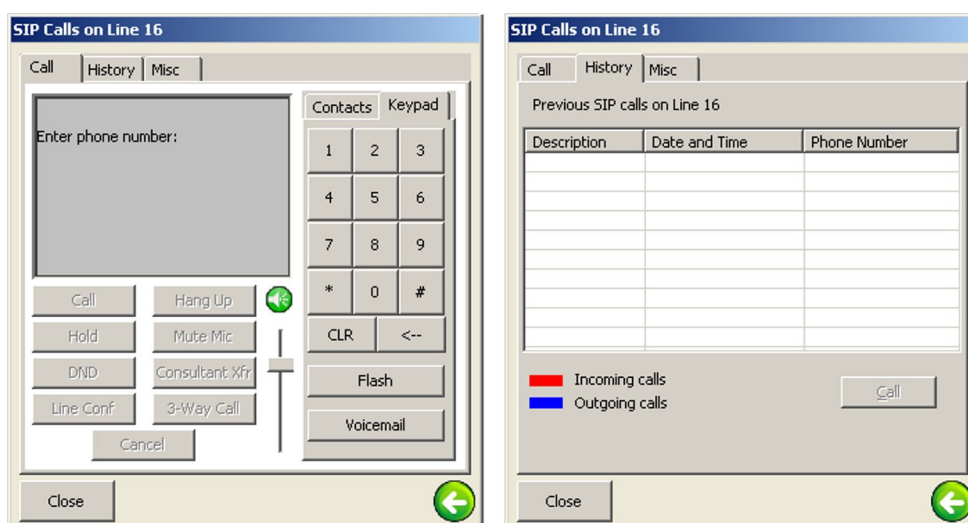 SIP Calls on Line 16
Call History Misc
Enter phone number:
Contacts Keypad
1 2 3
4 5 6
7 8 9
* 0 #
CLR <--
Flash
Voicemail
Call Hang Up
Hold Mute Mic
DND Consultant Xfr
Line Conf 3-Way Call
Cancel
Close
SIP Calls on Line 16
Call History Misc
Previous SIP calls on Line 16
Description Date and Time Phone Number
Incoming calls
Outgoing calls
Call
Close